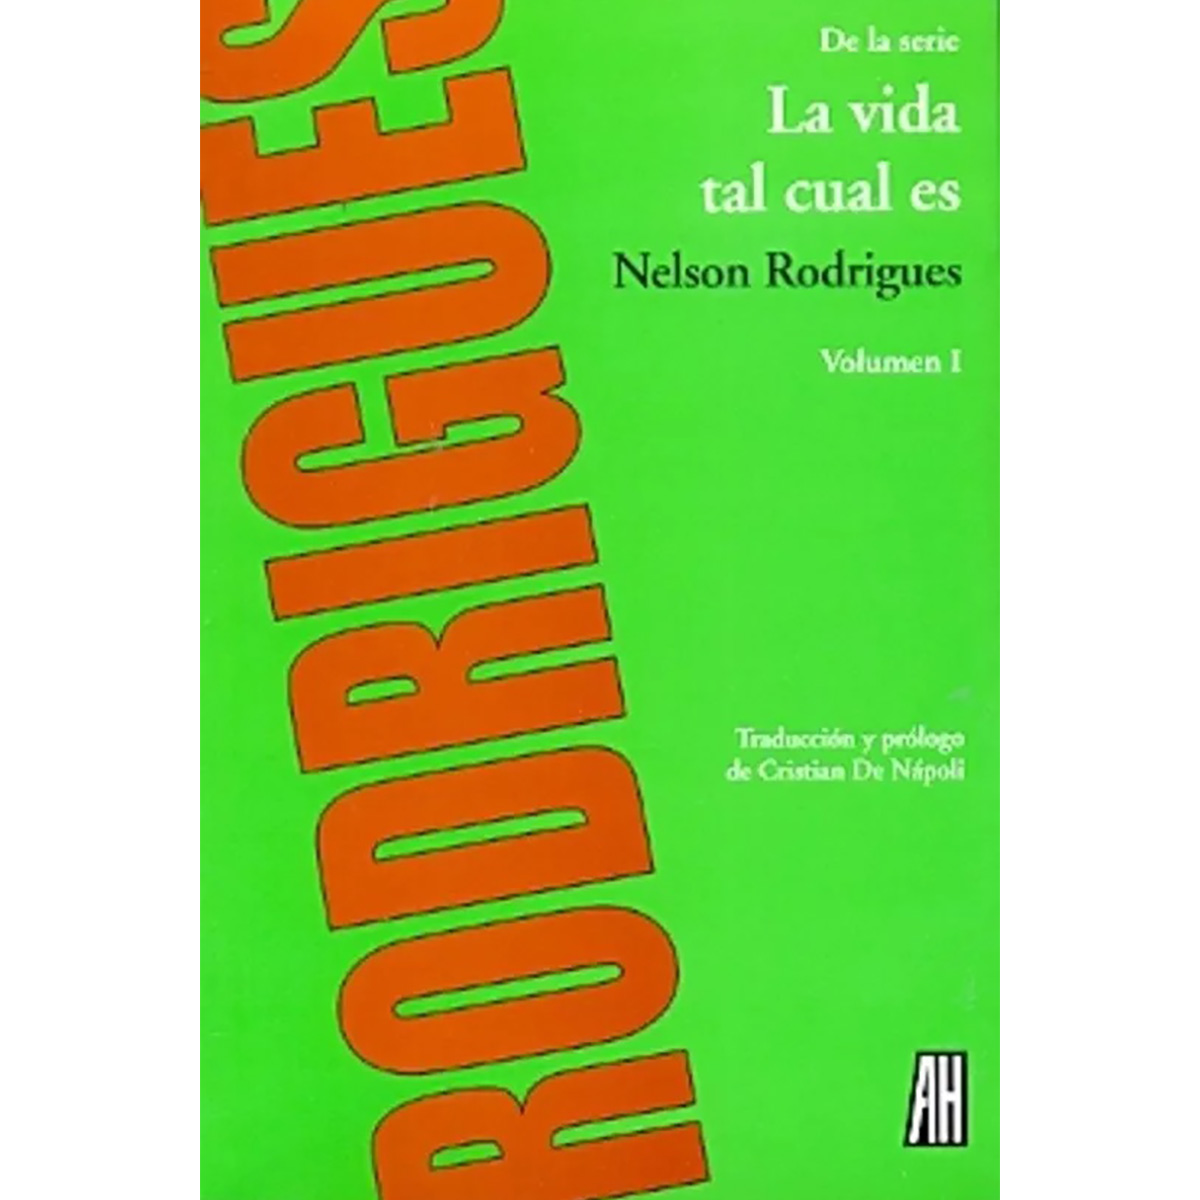 De la serie
La vida
tal cual es
Nelson Rodrigues
Volumen I
RODRIGUES
Traducción y prólogo
de Cristian De Nápoli
AH